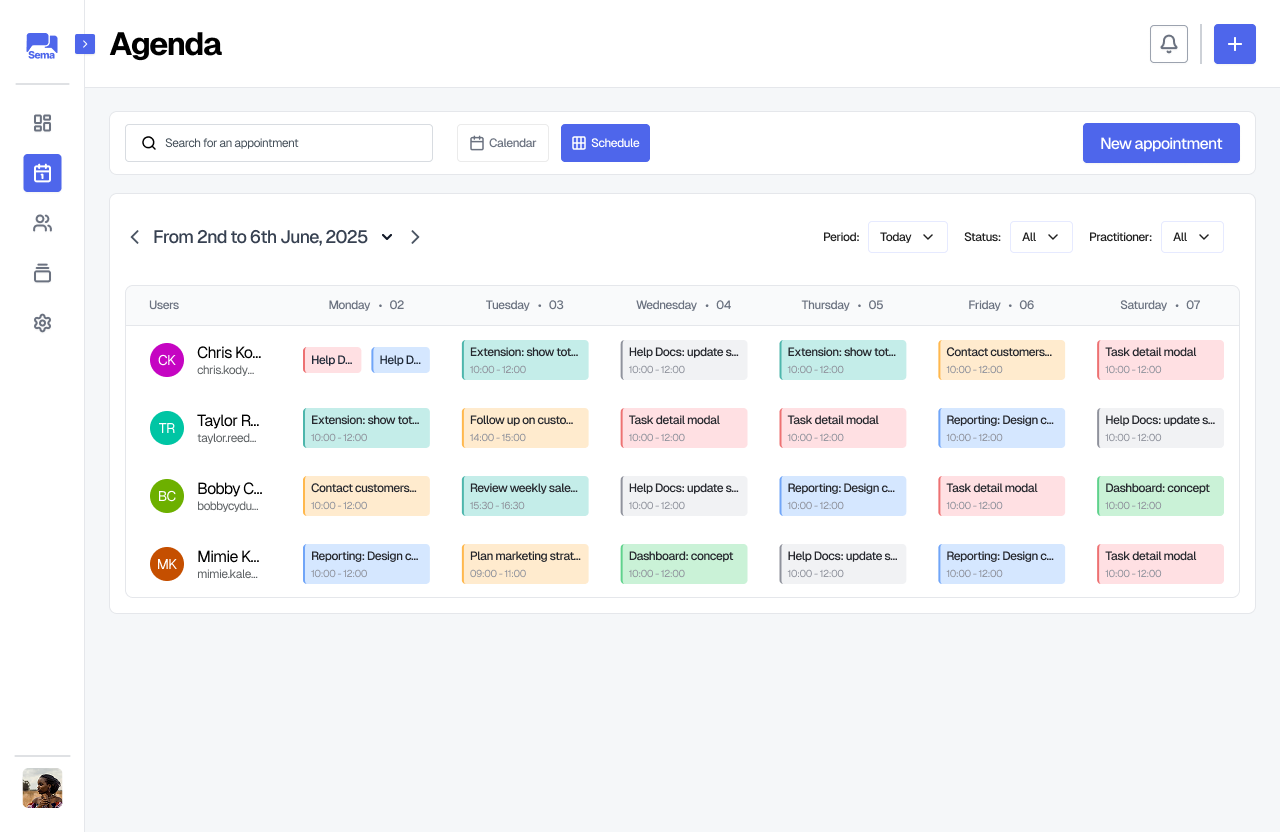 Sema
Agenda
Search for an appointment
Calendar
Schedule
New appointment
From 2nd to 6th June, 2025
Period: Today
Status: All
Practitioner: All
Users
Monday • 02
Tuesday • 03
Wednesday • 04
Thursday • 05
Friday • 06
Saturday • 07
CK
Chris Ko...
chris.kody...
Help D...
Help D...
Extension: show tot...
10:00 - 12:00
Help Docs: update s...
10:00 - 12:00
Extension: show tot...
10:00 - 12:00
Contact customers...
10:00 - 12:00
Task detail modal
10:00 - 12:00
TR
Taylor R...
taylor.reed...
Extension: show tot...
10:00 - 12:00
Follow up on custo...
14:00 - 15:00
Task detail modal
10:00 - 12:00
Task detail modal
10:00 - 12:00
Reporting: Design c...
10:00 - 12:00
Help Docs: update s...
10:00 - 12:00
BC
Bobby C...
bobbycydu...
Contact customers...
10:00 - 12:00
Review weekly sale...
15:30 - 16:30
Help Docs: update s...
10:00 - 12:00
Reporting: Design c...
10:00 - 12:00
Task detail modal
10:00 - 12:00
Dashboard: concept
10:00 - 12:00
MK
Mimie K...
mimie.kale...
Reporting: Design c...
10:00 - 12:00
Plan marketing strat...
09:00 - 11:00
Dashboard: concept
10:00 - 12:00
Help Docs: update s...
10:00 - 12:00
Reporting: Design c...
10:00 - 12:00
Task detail modal
10:00 - 12:00